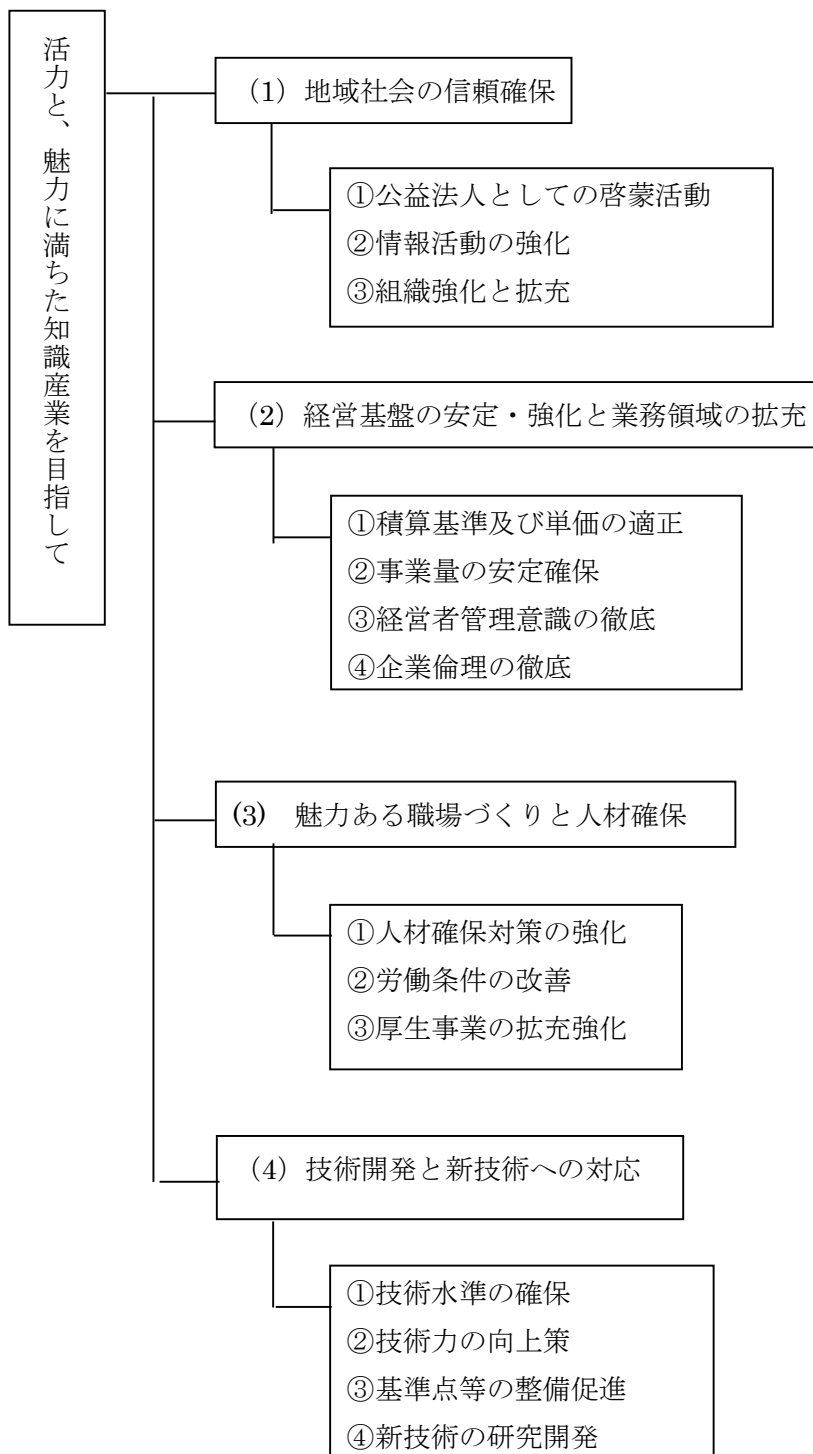 活力と、魅力に満ちた知識産業を目指して
（1）地域社会の信頼確保
①公益法人としての啓蒙活動
②情報活動の強化
③組織強化と拡充
（2）経営基盤の安定・強化と業務領域の拡充
①積算基準及び単価の適正
②事業量の安定確保
③経営者管理意識の徹底
④企業倫理の徹底
(3)　魅力ある職場づくりと人材確保
①人材確保対策の強化
②労働条件の改善
③厚生事業の拡充強化
（4）技術開発と新技術への対応
①技術水準の確保
②技術力の向上策
③基準点等の整備促進
④新技術の研究開発